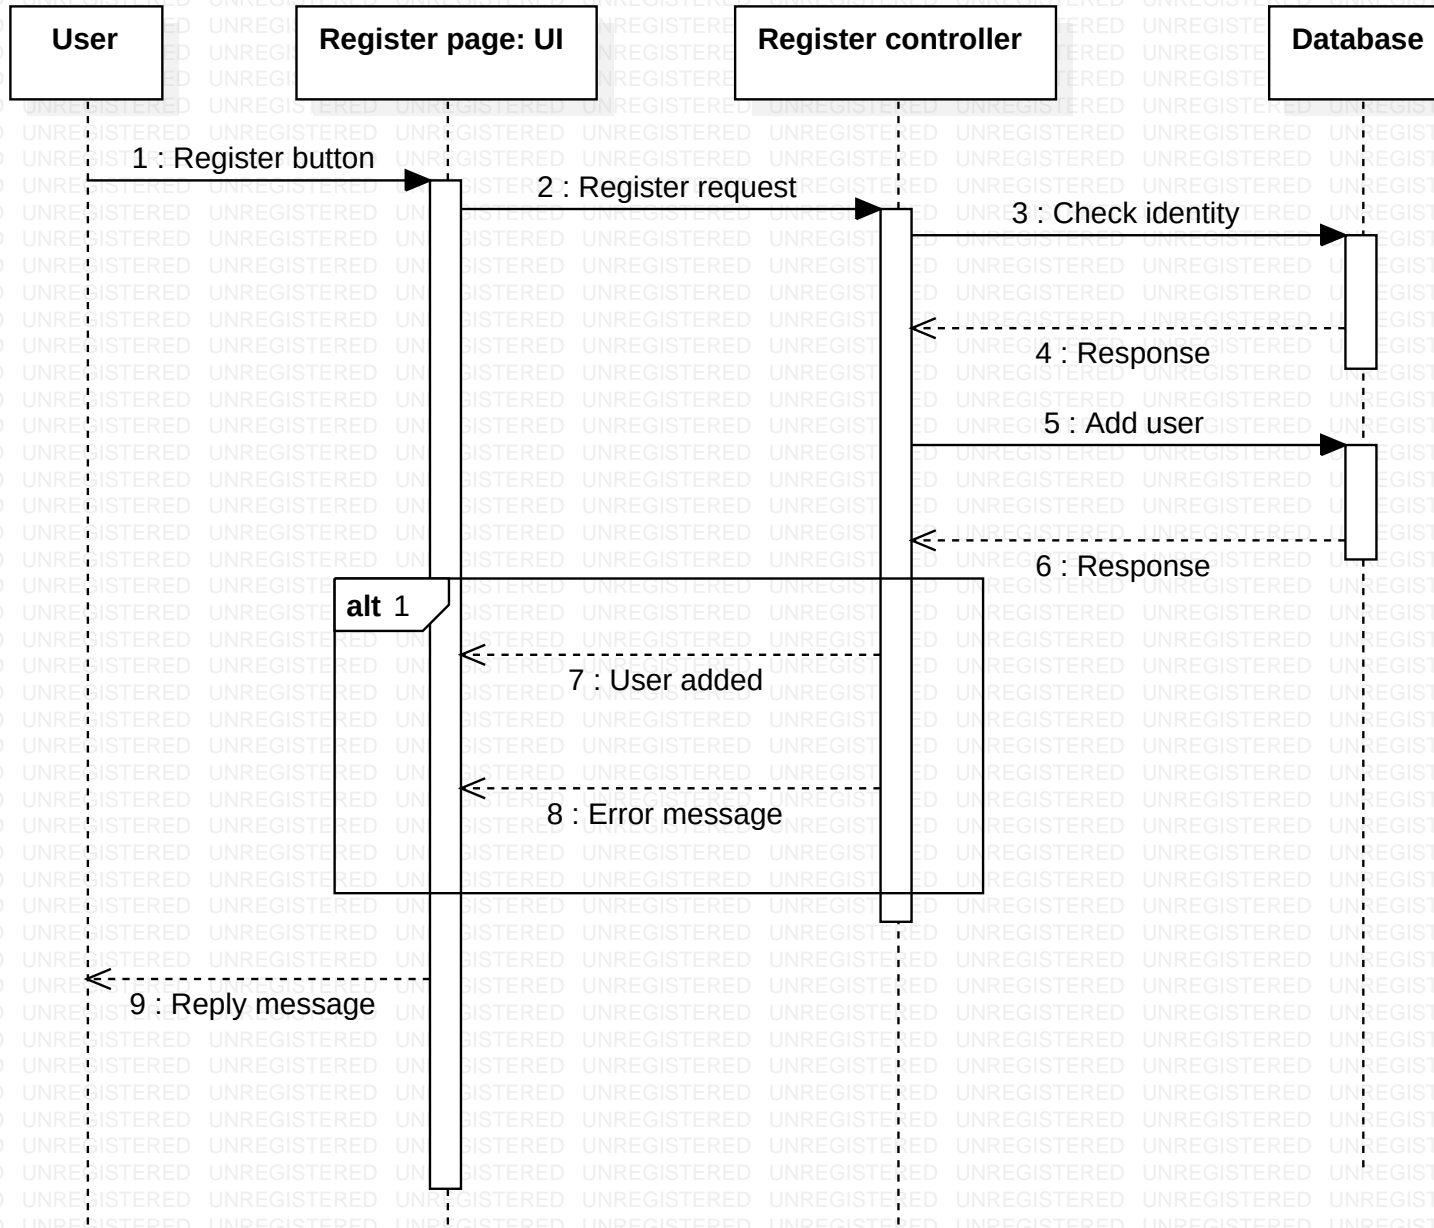 User
Register page: UI
Register controller
Database
1 : Register button
2 : Register request
3 : Check identity
4 : Response
5 : Add user
6 : Response
alt 1
7 : User added
8 : Error message
9 : Reply message
UNREGISTERED